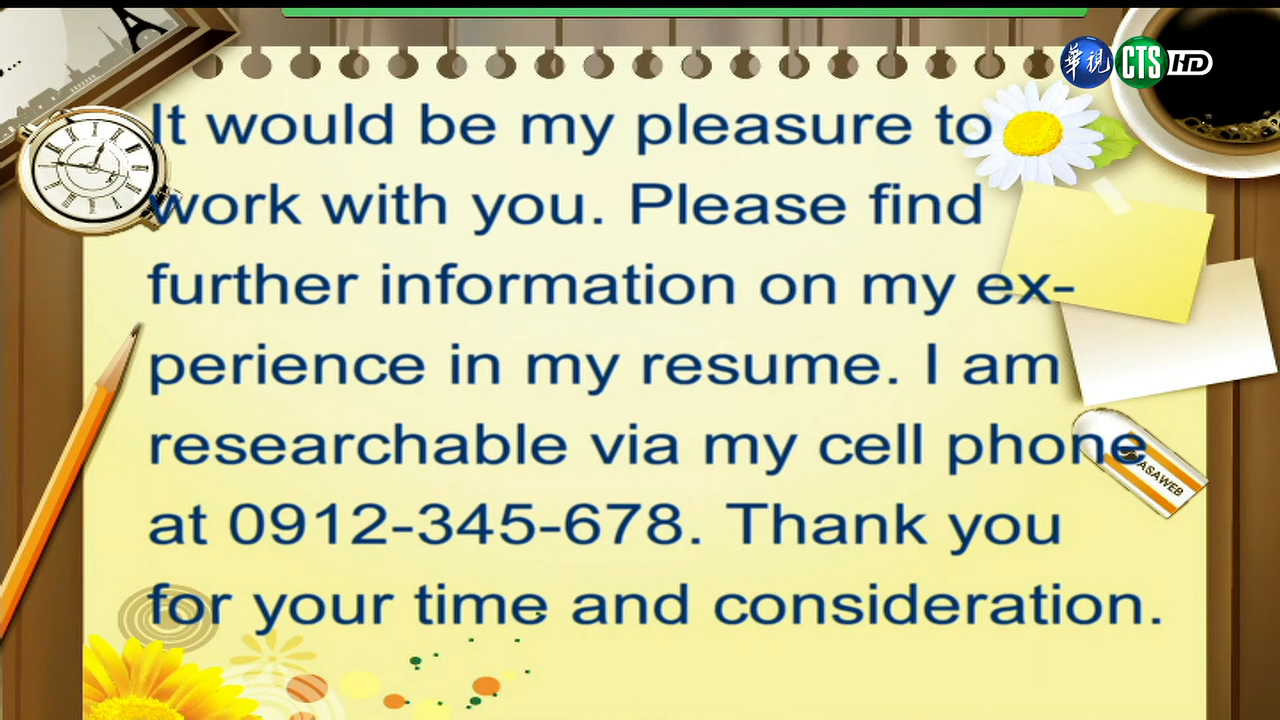 華視 CTS HD
It would be my pleasure to
work with you. Please find
further information on my ex-
perience in my resume. I am
researchable via my cell phone
at 0912-345-678. Thank you
for your time and consideration.